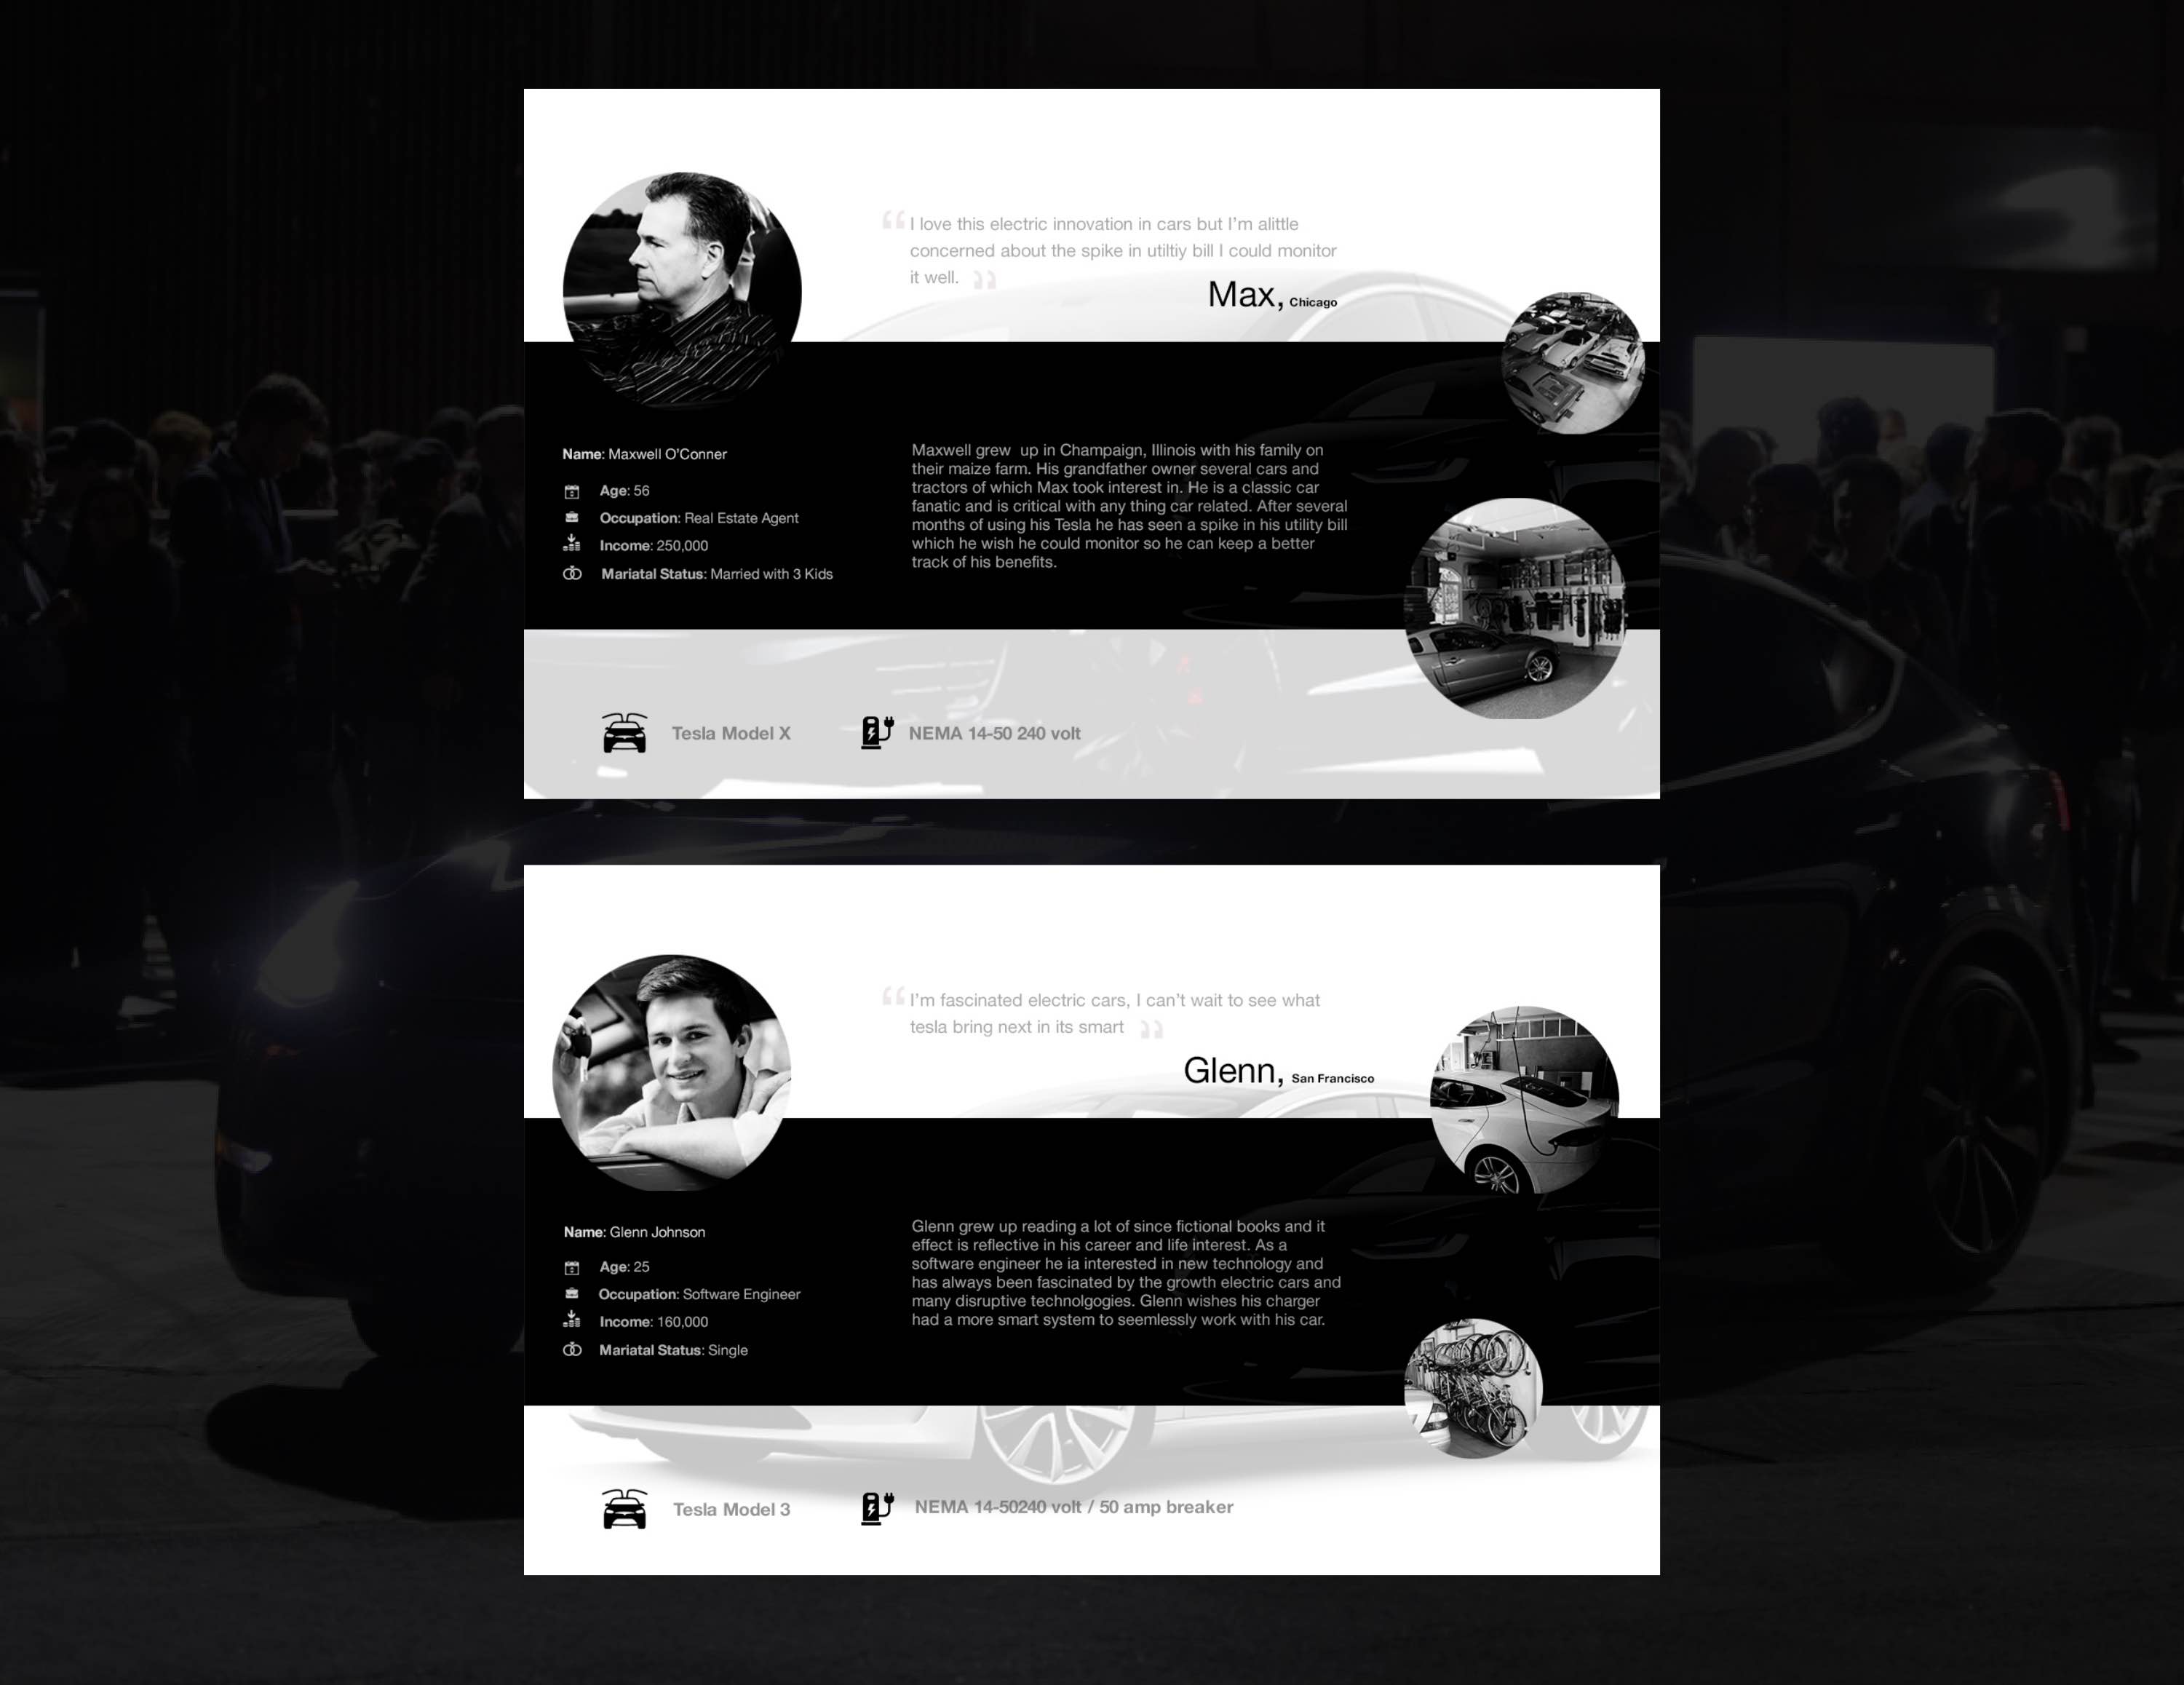 “ I love this electric innovation in cars but I'm alittle
concerned about the spike in utiltiy bill I could monitor
it well. ”
Max, Chicago
Name: Maxwell O'Conner
Age: 56
Occupation: Real Estate Agent
Income: 250,000
Mariatal Status: Married with 3 Kids
Maxwell grew  up in Champaign, Illinois with his family on
their maize farm. His grandfather owner several cars and
tractors of which Max took interest in. He is a classic car
fanatic and is critical with any thing car related. After several
months of using his Tesla he has seen a spike in his utility bill
which he wish he could monitor so he can keep a better
track of his benefits.
Tesla Model X
NEMA 14-50 240 volt
“ I'm fascinated electric cars, I can't wait to see what
tesla bring next in its smart ”
Glenn, San Francisco
Name: Glenn Johnson
Age: 25
Occupation: Software Engineer
Income: 160,000
Mariatal Status: Single
Glenn grew up reading a lot of since fictional books and it
effect is reflective in his career and life interest. As a
software engineer he ia interested in new technology and
has always been fascinated by the growth electric cars and
many disruptive technolgogies. Glenn wishes his charger
had a more smart system to seemlessly work with his car.
Tesla Model 3
NEMA 14-50240 volt / 50 amp breaker